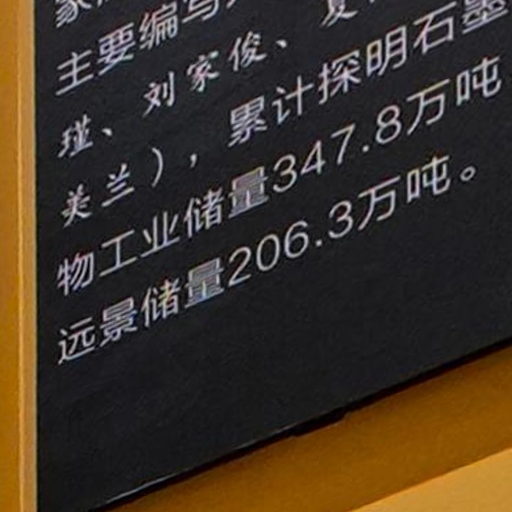 主要编写
瑾、刘家俊、夏
美兰），累计探明石墨
物工业储量347.8万吨
远景储量206.3万吨。